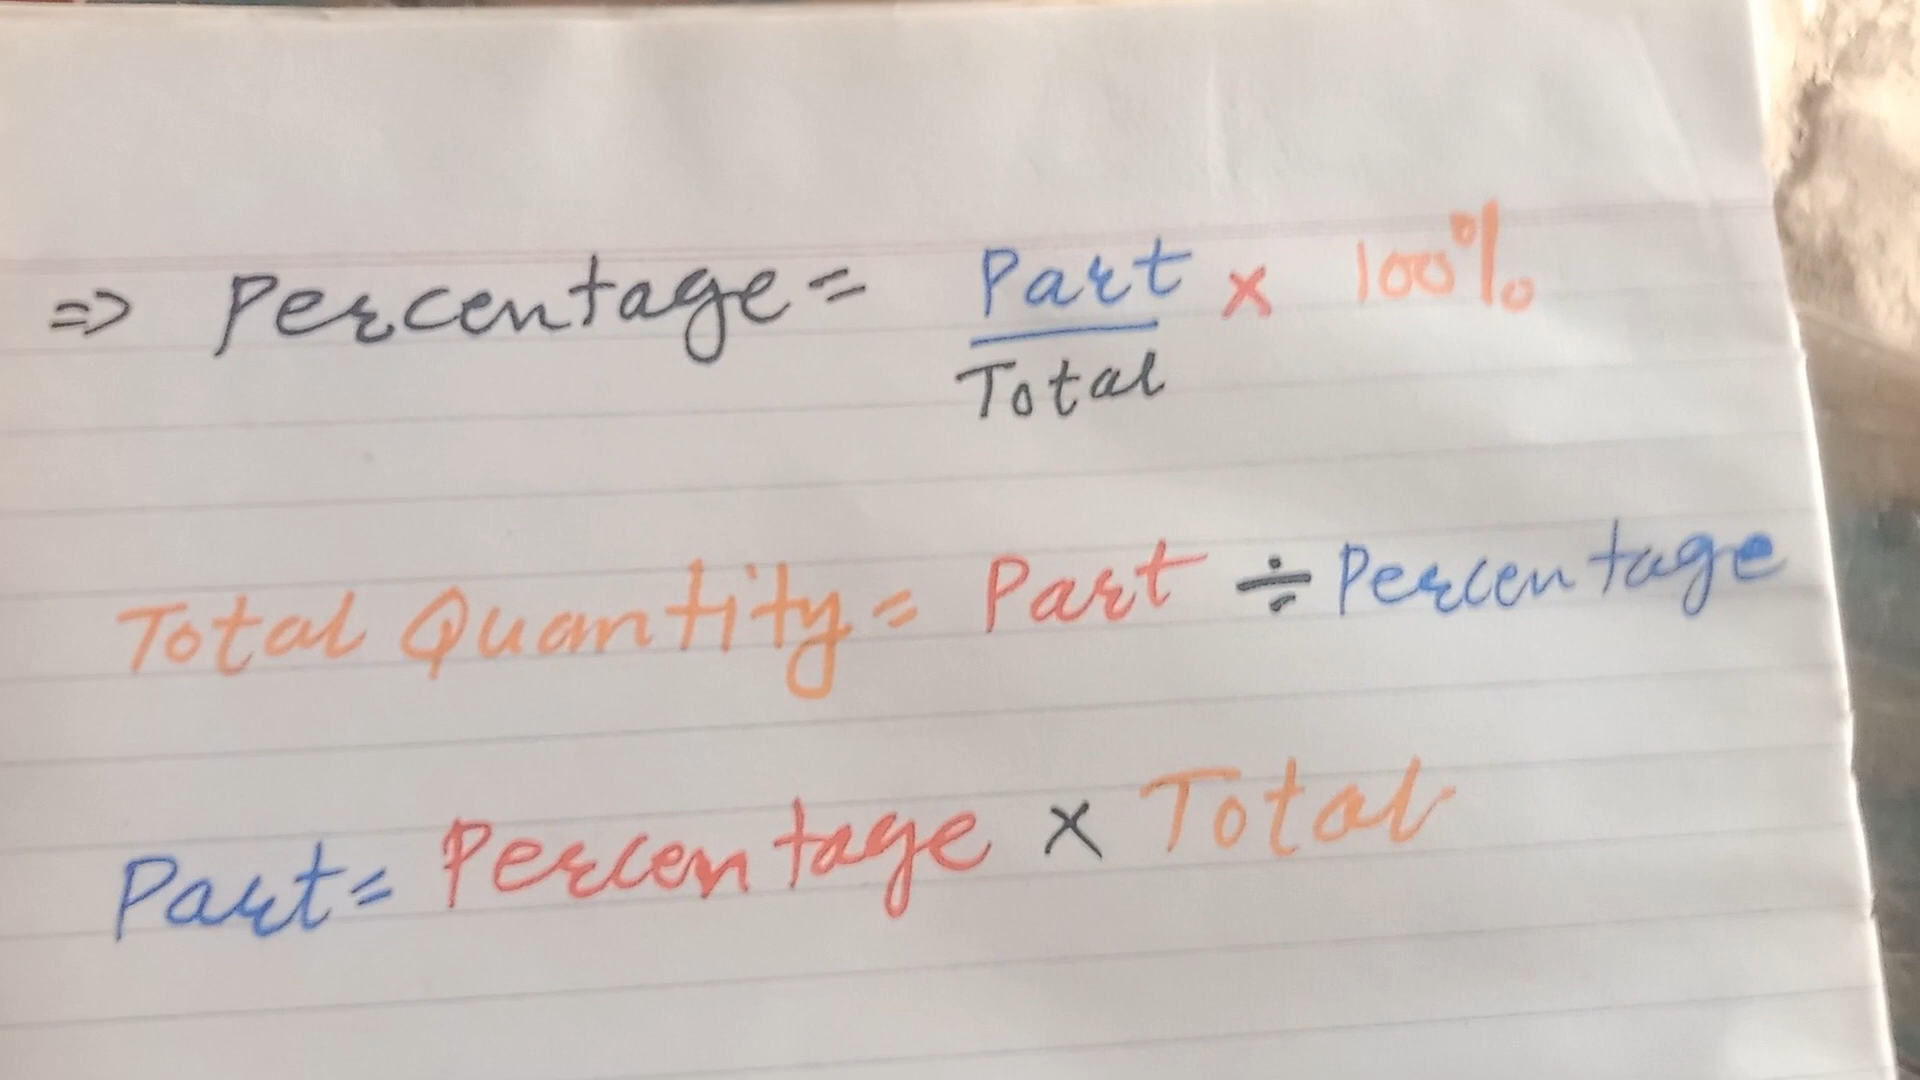 => Percentage = Part/Total × 100%
Total Quantity = Part ÷ Percentage
Part = Percentage × Total